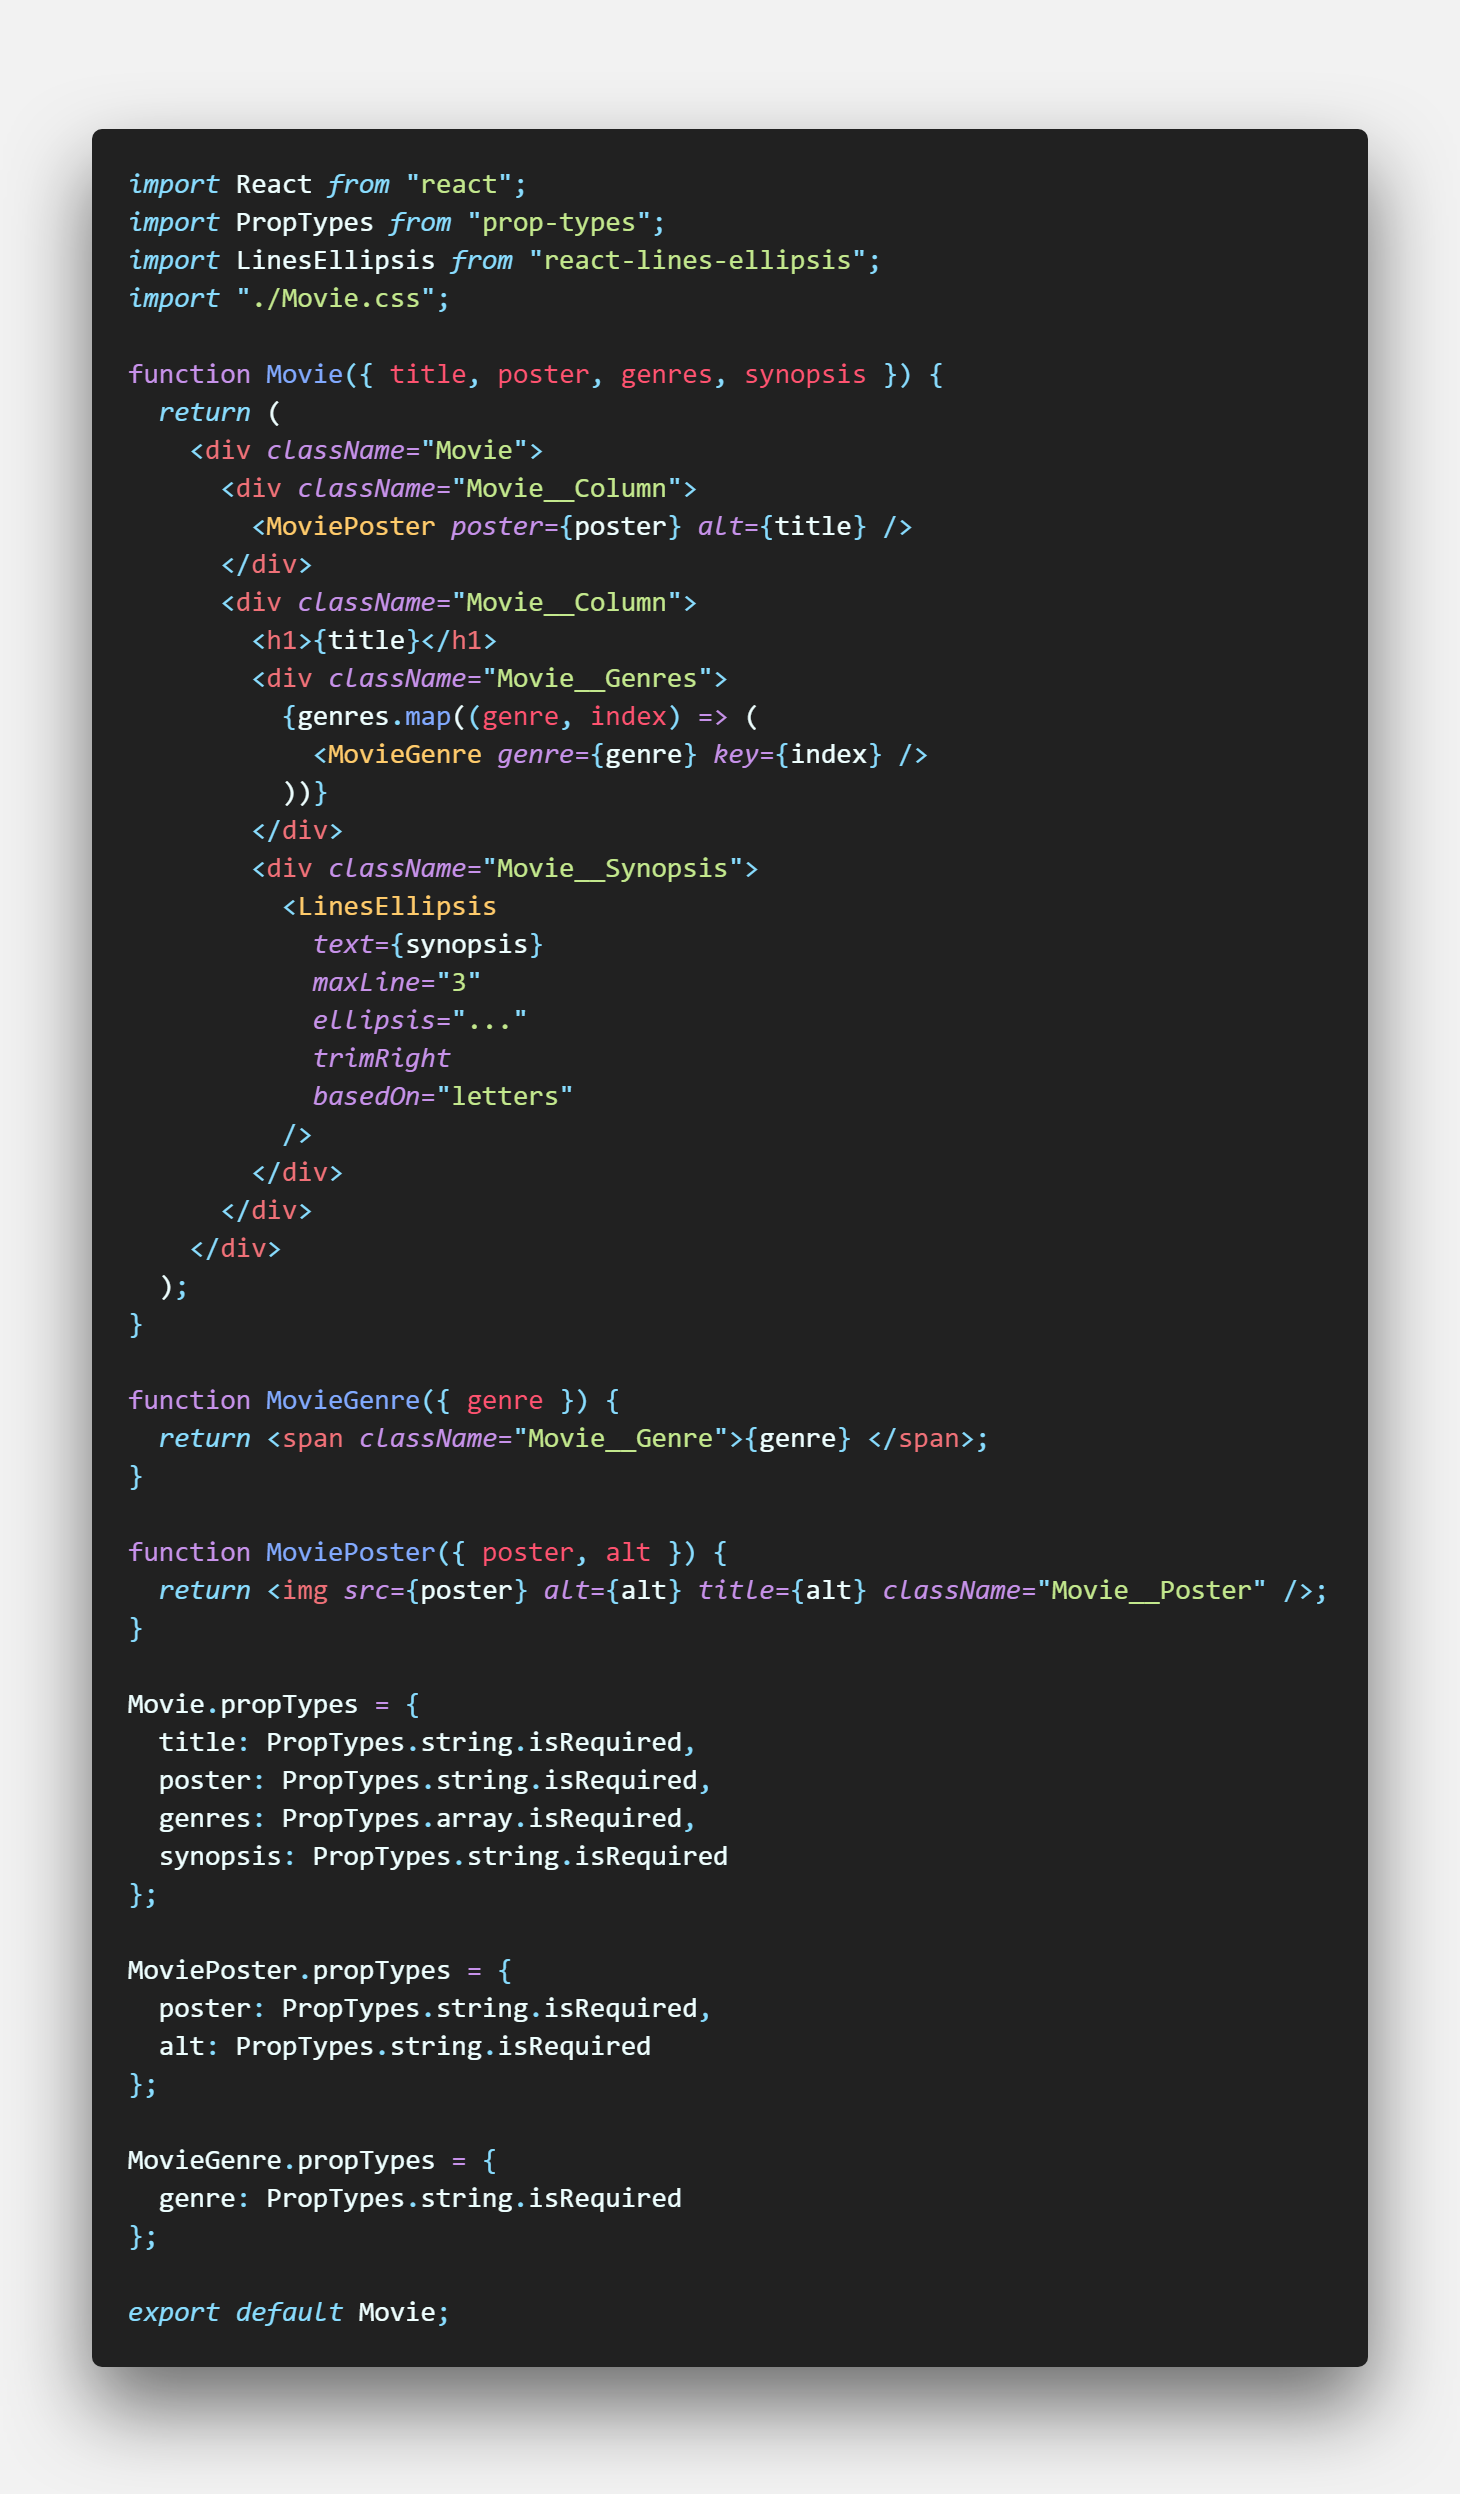 import React from "react";
import PropTypes from "prop-types";
import LinesEllipsis from "react-lines-ellipsis";
import "./Movie.css";

function Movie({ title, poster, genres, synopsis }) {
  return (
    <div className="Movie">
      <div className="Movie__Column">
        <MoviePoster poster={poster} alt={title} />
      </div>
      <div className="Movie__Column">
        <h1>{title}</h1>
        <div className="Movie__Genres">
          {genres.map((genre, index) => (
            <MovieGenre genre={genre} key={index} />
          ))}
        </div>
        <div className="Movie__Synopsis">
          <LinesEllipsis
            text={synopsis}
            maxLine="3"
            ellipsis="..."
            trimRight
            basedOn="letters"
          />
        </div>
      </div>
    </div>
  );
}

function MovieGenre({ genre }) {
  return <span className="Movie__Genre">{genre} </span>;
}

function MoviePoster({ poster, alt }) {
  return <img src={poster} alt={alt} title={alt} className="Movie__Poster" />;
}

Movie.propTypes = {
  title: PropTypes.string.isRequired,
  poster: PropTypes.string.isRequired,
  genres: PropTypes.array.isRequired,
  synopsis: PropTypes.string.isRequired
};

MoviePoster.propTypes = {
  poster: PropTypes.string.isRequired,
  alt: PropTypes.string.isRequired
};

MovieGenre.propTypes = {
  genre: PropTypes.string.isRequired
};

export default Movie;